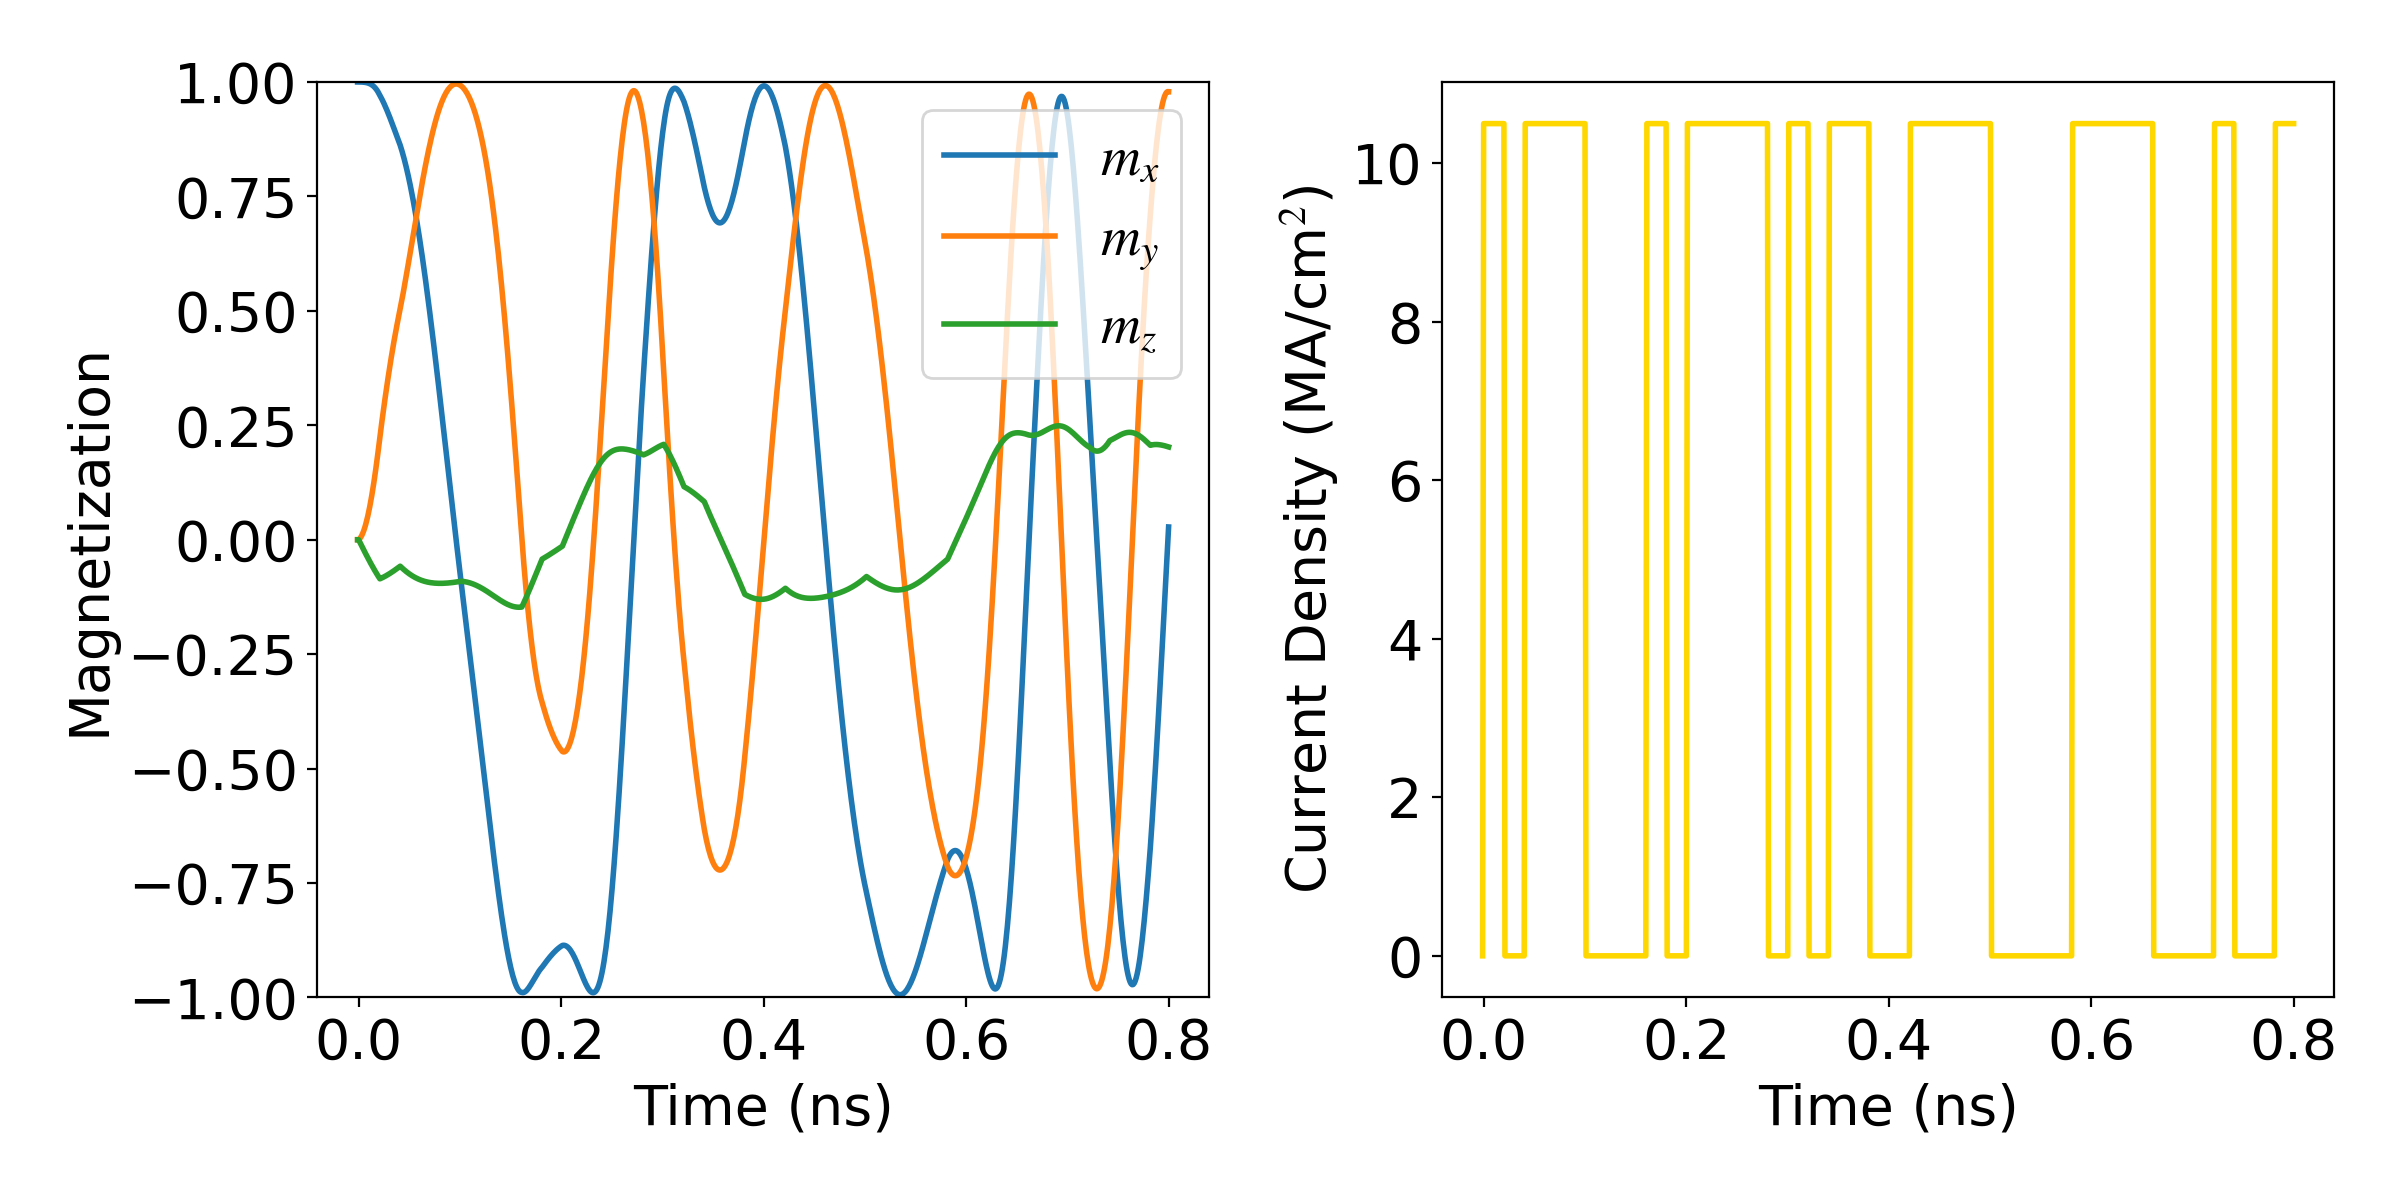 1.00
0.75
0.50
0.25
0.00
−0.25
−0.50
−0.75
−1.00
Magnetization
0.0 0.2 0.4 0.6 0.8
Time (ns)
m_x
m_y
m_z
10
8
6
4
2
0
Current Density (MA/cm²)
0.0 0.2 0.4 0.6 0.8
Time (ns)